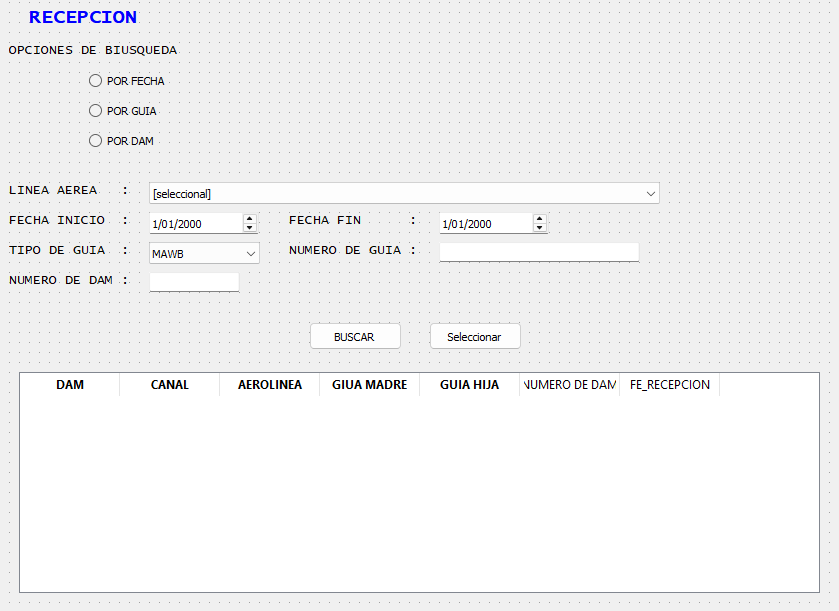 RECEPCION
OPCIONES DE BIUSQUEDA
POR FECHA
POR GUIA
POR DAM
LINEA AEREA : [seleccional]
FECHA INICIO : 1/01/2000 FECHA FIN : 1/01/2000
TIPO DE GUIA : MAWB NUMERO DE GUIA :
NUMERO DE DAM :
BUSCAR Seleccionar
DAM CANAL AEROLINEA GIUA MADRE GUIA HIJA NUMERO DE DAM FE_RECEPCION